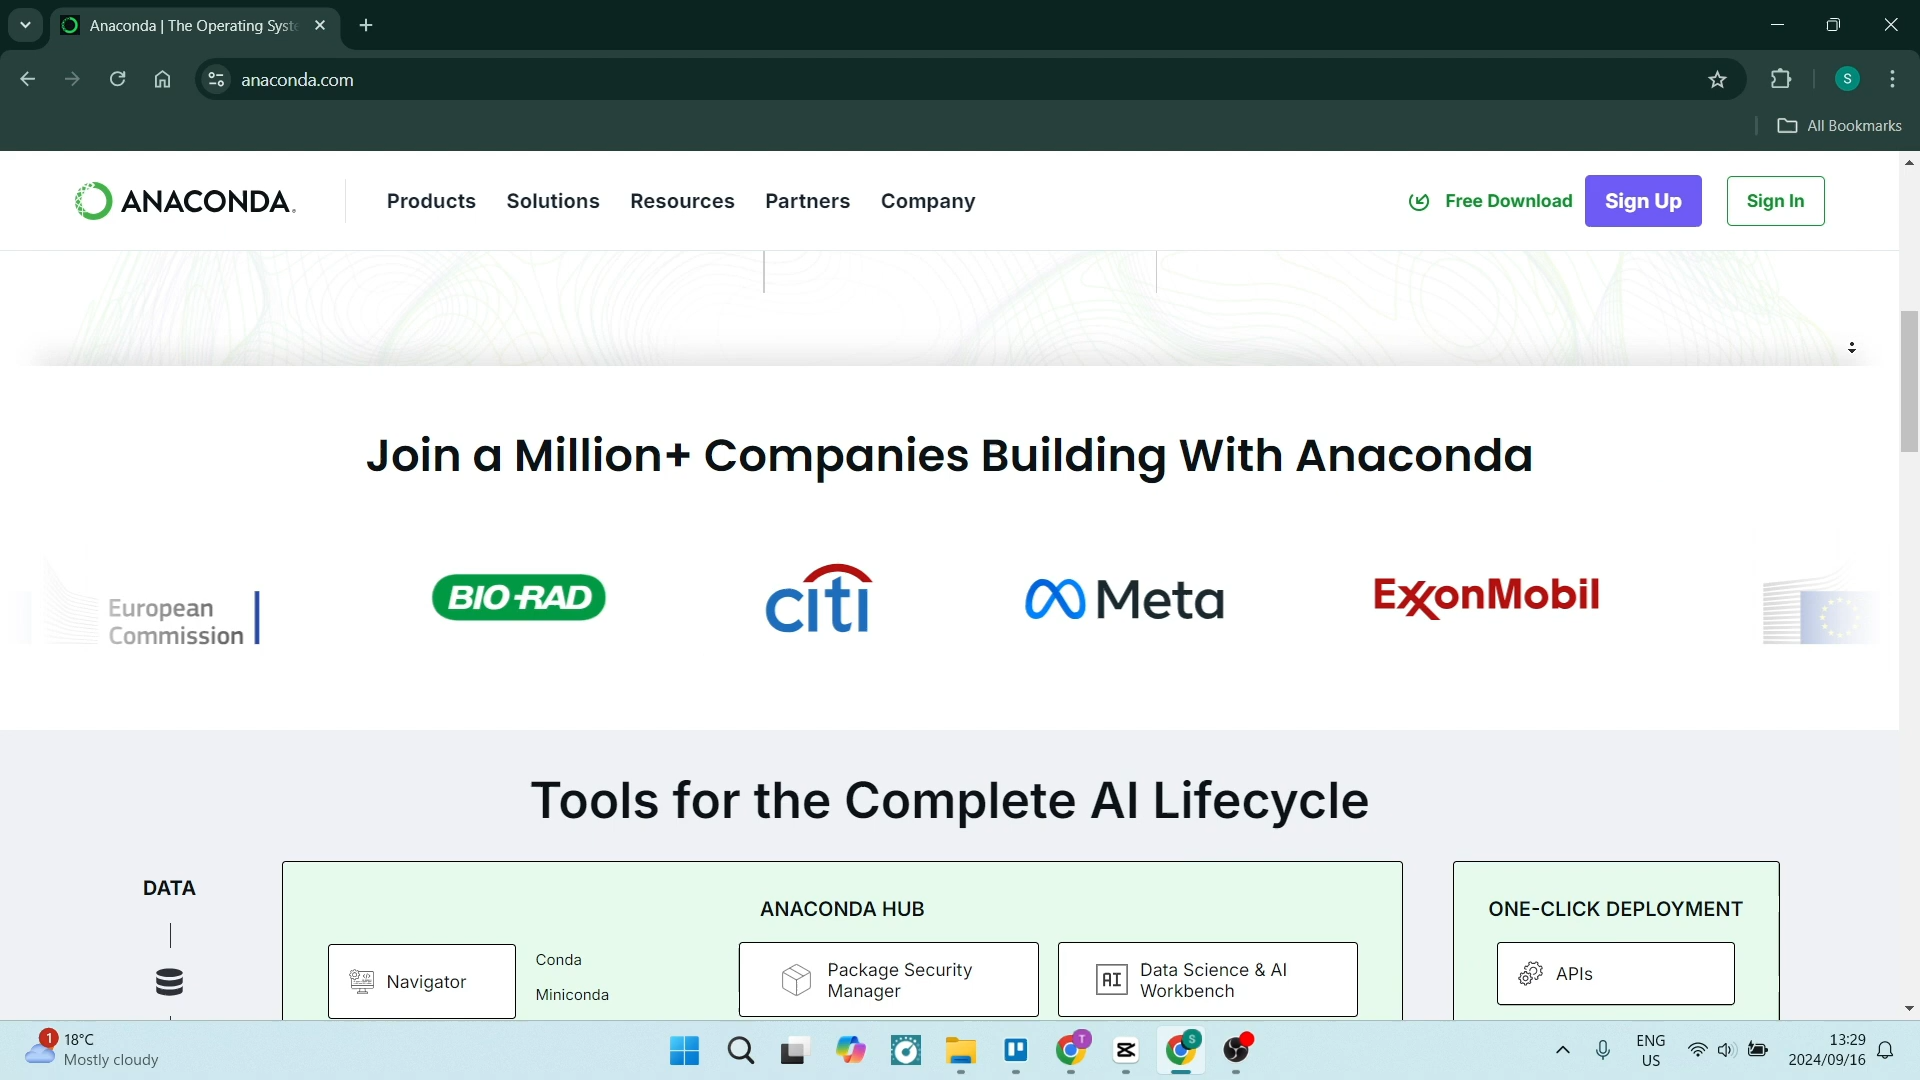 Anaconda | The Operating Syste
anaconda.com
S
All Bookmarks
ANACONDA.
Products Solutions Resources Partners Company Free Download Sign Up Sign In
Join a Million+ Companies Building With Anaconda
European
Commission
BIO-RAD
citi
Meta
ExxonMobil
Tools for the Complete AI Lifecycle
DATA
ANACONDA HUB
ONE-CLICK DEPLOYMENT
Navigator
Conda
Miniconda
Package Security
Manager
AI
Data Science & AI
Workbench
APIs
1
18°C
Mostly cloudy
T
S
ENG
US
13:29
2024/09/16